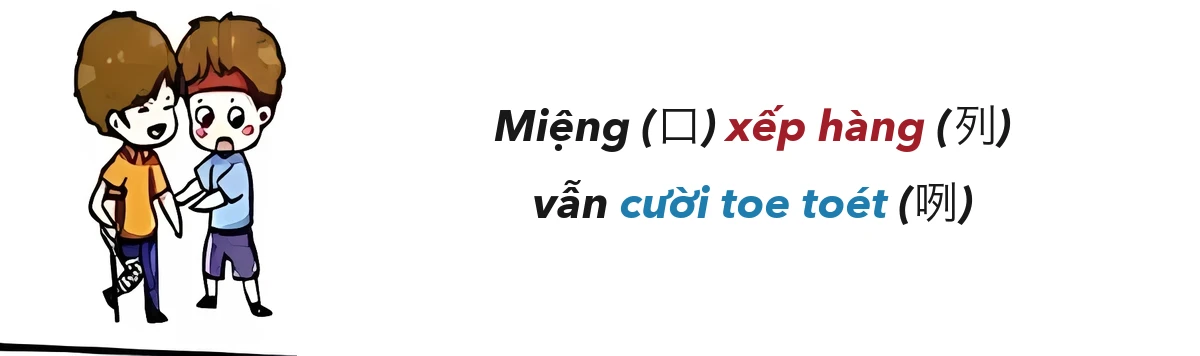 Miệng (口) xếp hàng (列)
vẫn cười toe toét (咧)